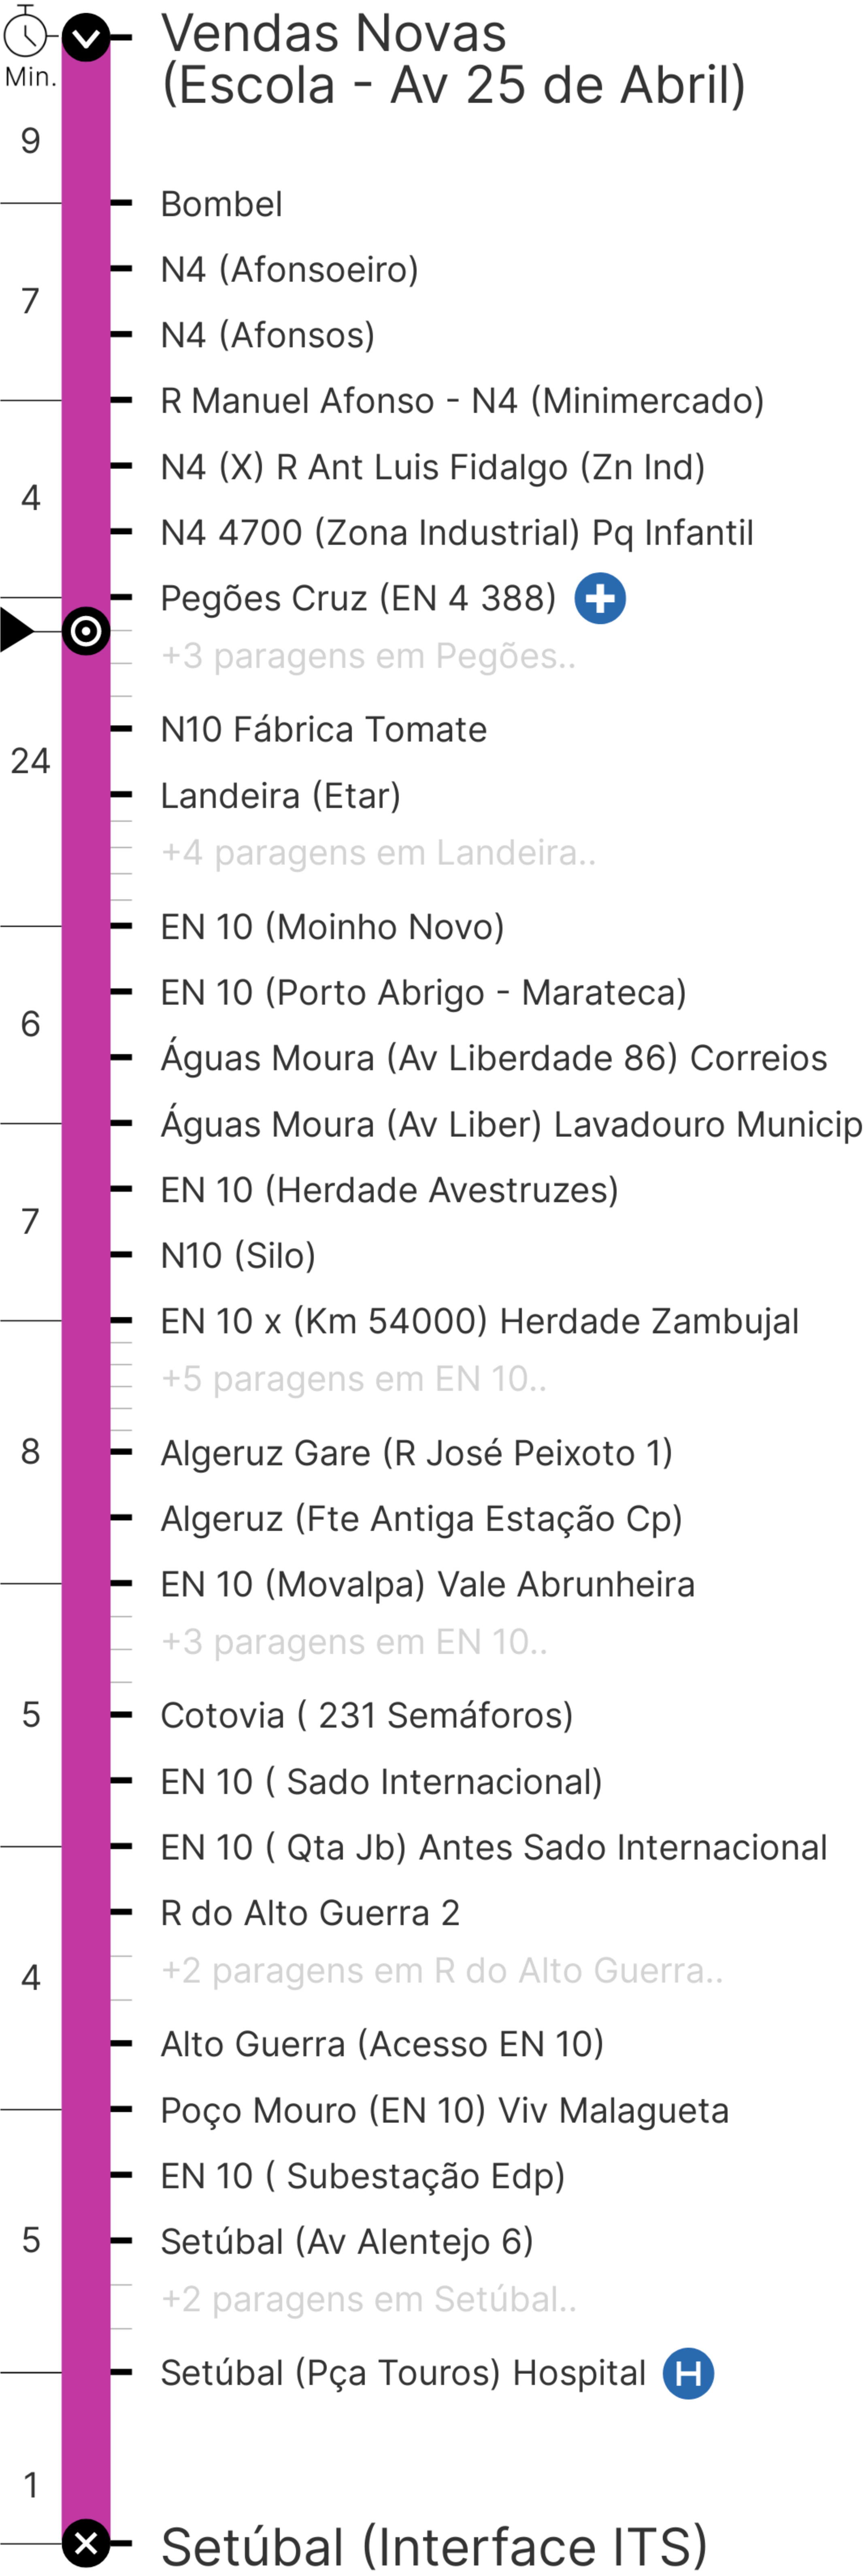 Vendas Novas
(Escola - Av 25 de Abril)
Min.
9
Bombel
N4 (Afonsoeiro)
7
N4 (Afonsos)
R Manuel Afonso - N4 (Minimercado)
N4 (X) R Ant Luis Fidalgo (Zn Ind)
4
N4 4700 (Zona Industrial) Pq Infantil
Pegões Cruz (EN 4 388)
+3 paragens em Pegões..
N10 Fábrica Tomate
24
Landeira (Etar)
+4 paragens em Landeira..
EN 10 (Moinho Novo)
EN 10 (Porto Abrigo - Marateca)
6
Águas Moura (Av Liberdade 86) Correios
Águas Moura (Av Liber) Lavadouro Municip
EN 10 (Herdade Avestruzes)
7
N10 (Silo)
EN 10 x (Km 54000) Herdade Zambujal
+5 paragens em EN 10..
8
Algeruz Gare (R José Peixoto 1)
Algeruz (Fte Antiga Estação Cp)
EN 10 (Movalpa) Vale Abrunheira
+3 paragens em EN 10..
5
Cotovia ( 231 Semáforos)
EN 10 ( Sado Internacional)
EN 10 ( Qta Jb) Antes Sado Internacional
R do Alto Guerra 2
+2 paragens em R do Alto Guerra..
4
Alto Guerra (Acesso EN 10)
Poço Mouro (EN 10) Viv Malagueta
EN 10 ( Subestação Edp)
5
Setúbal (Av Alentejo 6)
+2 paragens em Setúbal..
Setúbal (Pça Touros) Hospital H
1
Setúbal (Interface ITS)